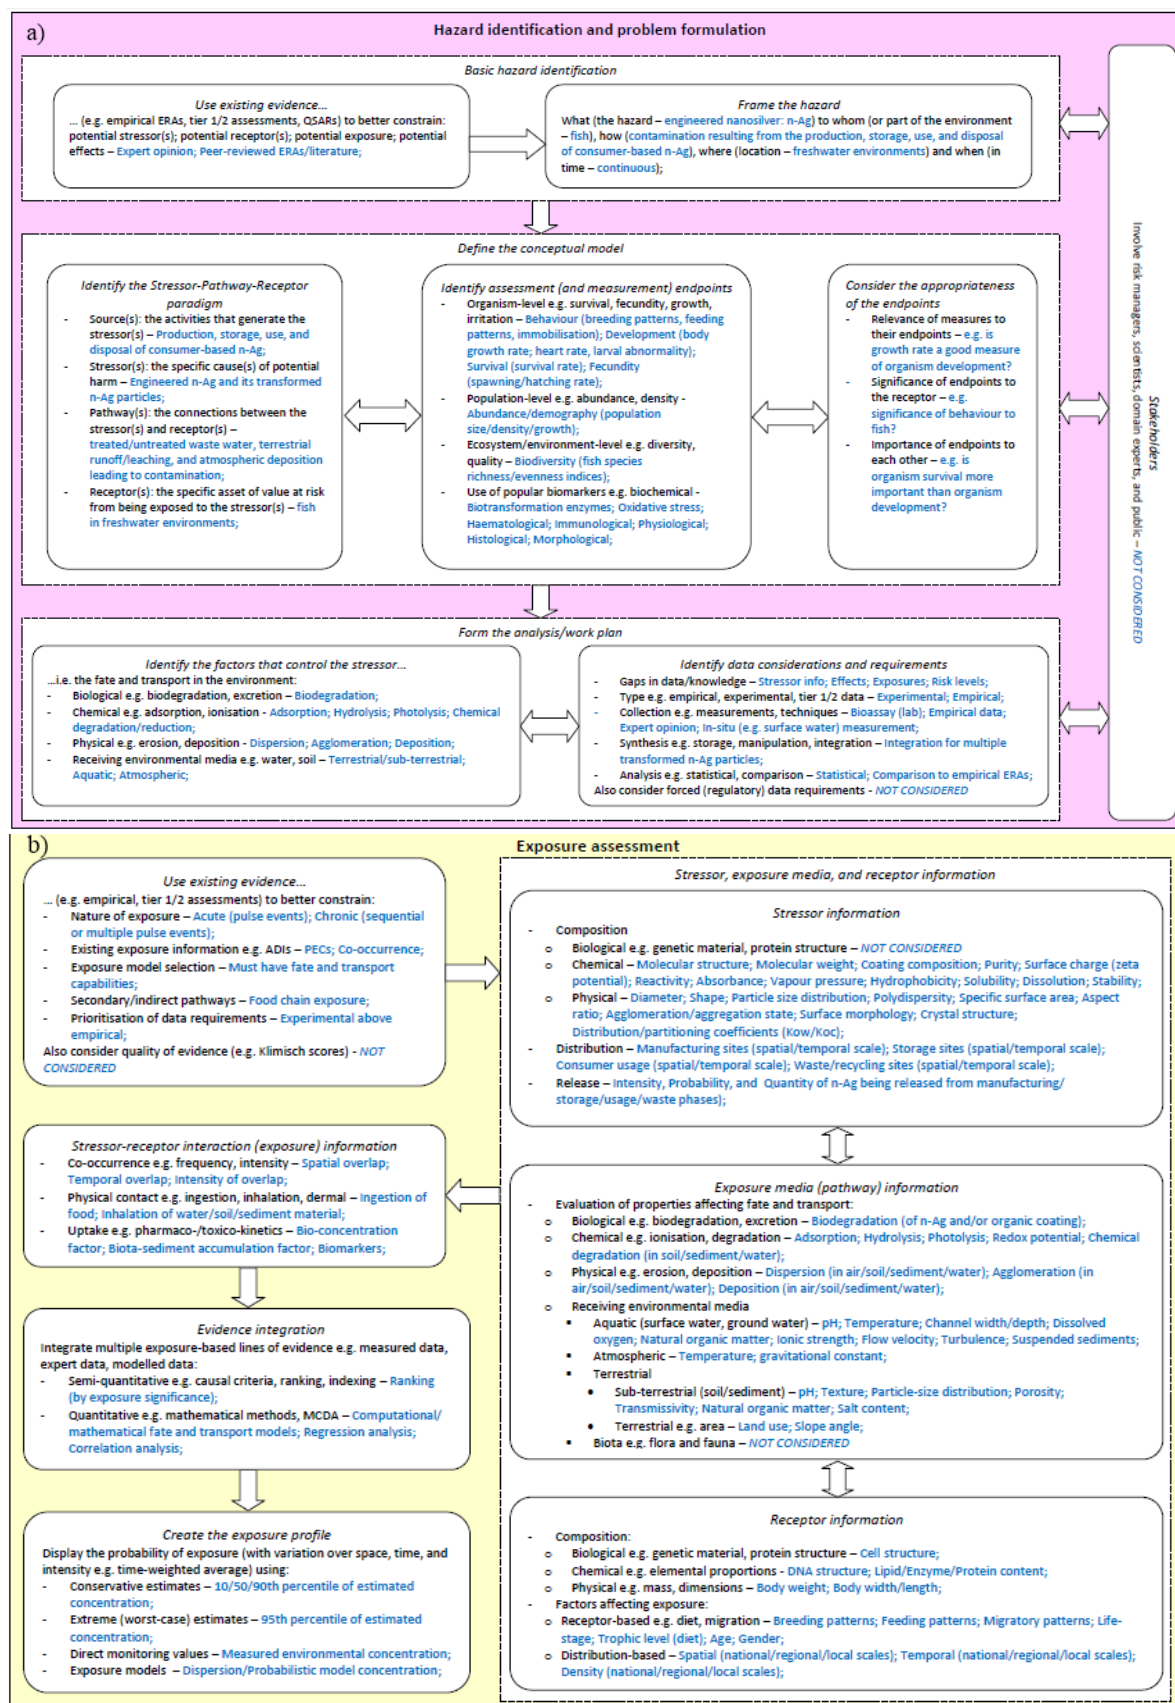 a)
Hazard identification and problem formulation
Basic hazard identification
Use existing evidence...
... (e.g. empirical ERAs, tier 1/2 assessments, QSARs) to better constrain:
potential stressor(s); potential receptor(s); potential exposure; potential
effects – Expert opinion; Peer-reviewed ERAs/literature;
Frame the hazard
What (the hazard – engineered nanosilver: n-Ag) to whom (or part of the environment
– fish), how (contamination resulting from the production, storage, use, and disposal
of consumer-based n-Ag), where (location – freshwater environments) and when (in
time – continuous);
Define the conceptual model
Identify the Stressor-Pathway-Receptor
paradigm
- Source(s): the activities that generate the
stressor(s) – Production, storage, use, and
disposal of consumer-based n-Ag;
- Stressor(s): the specific cause(s) of potential
harm – Engineered n-Ag and its transformed
n-Ag particles;
- Pathway(s): the connections between the
stressor(s) and receptor(s) –
treated/untreated waste water, terrestrial
runoff/leaching, and atmospheric deposition
leading to contamination;
- Receptor(s): the specific asset of value at risk
from being exposed to the stressor(s) – fish
in freshwater environments;
Identify assessment (and measurement) endpoints
- Organism-level e.g. survival, fecundity, growth,
irritation – Behaviour (breeding patterns, feeding
patterns, immobilisation); Development (body
growth rate; heart rate, larval abnormality);
Survival (survival rate); Fecundity
(spawning/hatching rate);
- Population-level e.g. abundance, density -
Abundance/demography (population
size/density/growth);
- Ecosystem/environment-level e.g. diversity,
quality – Biodiversity (fish species
richness/evenness indices);
- Use of popular biomarkers e.g. biochemical -
Biotransformation enzymes; Oxidative stress;
Haematological; Immunological; Physiological;
Histological; Morphological;
Consider the appropriateness
of the endpoints
- Relevance of measures to
their endpoints – e.g. is
growth rate a good measure
of organism development?
- Significance of endpoints to
the receptor – e.g.
significance of behaviour to
fish?
- Importance of endpoints to
each other – e.g. is
organism survival more
important than organism
development?
Form the analysis/work plan
Identify the factors that control the stressor...
...i.e. the fate and transport in the environment:
- Biological e.g. biodegradation, excretion – Biodegradation;
- Chemical e.g. adsorption, ionisation - Adsorption; Hydrolysis; Photolysis; Chemical
degradation/reduction;
- Physical e.g. erosion, deposition - Dispersion; Agglomeration; Deposition;
- Receiving environmental media e.g. water, soil – Terrestrial/sub-terrestrial;
Aquatic; Atmospheric;
Identify data considerations and requirements
- Gaps in data/knowledge – Stressor info; Effects; Exposures; Risk levels;
- Type e.g. empirical, experimental, tier 1/2 data – Experimental; Empirical;
- Collection e.g. measurements, techniques – Bioassay (lab); Empirical data;
Expert opinion; In-situ (e.g. surface water) measurement;
- Synthesis e.g. storage, manipulation, integration – Integration for multiple
transformed n-Ag particles;
- Analysis e.g. statistical, comparison – Statistical; Comparison to empirical ERAs;
Also consider forced (regulatory) data requirements - NOT CONSIDERED
Stakeholders
Involve risk managers, scientists, domain experts, and public – NOT CONSIDERED
b)
Exposure assessment
Use existing evidence...
... (e.g. empirical, tier 1/2 assessments) to better constrain:
- Nature of exposure – Acute (pulse events); Chronic (sequential
or multiple pulse events);
- Existing exposure information e.g. ADIs – PECs; Co-occurrence;
- Exposure model selection – Must have fate and transport
capabilities;
- Secondary/indirect pathways – Food chain exposure;
- Prioritisation of data requirements – Experimental above
empirical;
Also consider quality of evidence (e.g. Klimisch scores) - NOT
CONSIDERED
Stressor-receptor interaction (exposure) information
- Co-occurrence e.g. frequency, intensity – Spatial overlap;
Temporal overlap; Intensity of overlap;
- Physical contact e.g. ingestion, inhalation, dermal – Ingestion of
food; Inhalation of water/soil/sediment material;
- Uptake e.g. pharmaco-/toxico-kinetics – Bio-concentration
factor; Biota-sediment accumulation factor; Biomarkers;
Evidence integration
Integrate multiple exposure-based lines of evidence e.g. measured data,
expert data, modelled data:
- Semi-quantitative e.g. causal criteria, ranking, indexing – Ranking
(by exposure significance);
- Quantitative e.g. mathematical methods, MCDA – Computational/
mathematical fate and transport models; Regression analysis;
Correlation analysis;
Create the exposure profile
Display the probability of exposure (with variation over space, time, and
intensity e.g. time-weighted average) using:
- Conservative estimates - 10/50/90th percentile of estimated
concentration;
- Extreme (worst-case) estimates – 95th percentile of estimated
concentration;
- Direct monitoring values – Measured environmental concentration;
- Exposure models – Dispersion/Probabilistic model concentration;
Stressor, exposure media, and receptor information
Stressor information
- Composition
o Biological e.g. genetic material, protein structure – NOT CONSIDERED
o Chemical – Molecular structure; Molecular weight; Coating composition; Purity; Surface charge (zeta
potential); Reactivity; Absorbance; Vapour pressure; Hydrophobicity; Solubility; Dissolution; Stability;
o Physical – Diameter; Shape; Particle size distribution; Polydispersity; Specific surface area; Aspect
ratio; Agglomeration/aggregation state; Surface morphology; Crystal structure;
Distribution/partitioning coefficients (Kow/Koc);
- Distribution – Manufacturing sites (spatial/temporal scale); Storage sites (spatial/temporal scale);
Consumer usage (spatial/temporal scale); Waste/recycling sites (spatial/temporal scale);
- Release – Intensity, Probability, and Quantity of n-Ag being released from manufacturing/
storage/usage/waste phases);
Exposure media (pathway) information
- Evaluation of properties affecting fate and transport:
o Biological e.g. biodegradation, excretion – Biodegradation (of n-Ag and/or organic coating);
o Chemical e.g. ionisation, degradation – Adsorption; Hydrolysis; Photolysis; Redox potential; Chemical
degradation (in soil/sediment/water);
o Physical e.g. erosion, deposition – Dispersion (in air/soil/sediment/water); Agglomeration (in
air/soil/sediment/water); Deposition (in air/soil/sediment/water);
o Receiving environmental media
▪ Aquatic (surface water, ground water) – pH; Temperature; Channel width/depth; Dissolved
oxygen; Natural organic matter; Ionic strength; Flow velocity; Turbulence; Suspended sediments;
▪ Atmospheric – Temperature; gravitational constant;
▪ Terrestrial
• Sub-terrestrial (soil/sediment) – pH; Texture; Particle-size distribution; Porosity;
Transmissivity; Natural organic matter; Salt content;
• Terrestrial e.g. area – Land use; Slope angle;
▪ Biota e.g. flora and fauna – NOT CONSIDERED
Receptor information
- Composition:
o Biological e.g. genetic material, protein structure – Cell structure;
o Chemical e.g. elemental proportions - DNA structure; Lipid/Enzyme/Protein content;
o Physical e.g. mass, dimensions – Body weight; Body width/length;
- Factors affecting exposure:
o Receptor-based e.g. diet, migration – Breeding patterns; Feeding patterns; Migratory patterns; Life-
stage; Trophic level (diet); Age; Gender;
o Distribution-based – Spatial (national/regional/local scales); Temporal (national/regional/local scales);
Density (national/regional/local scales);